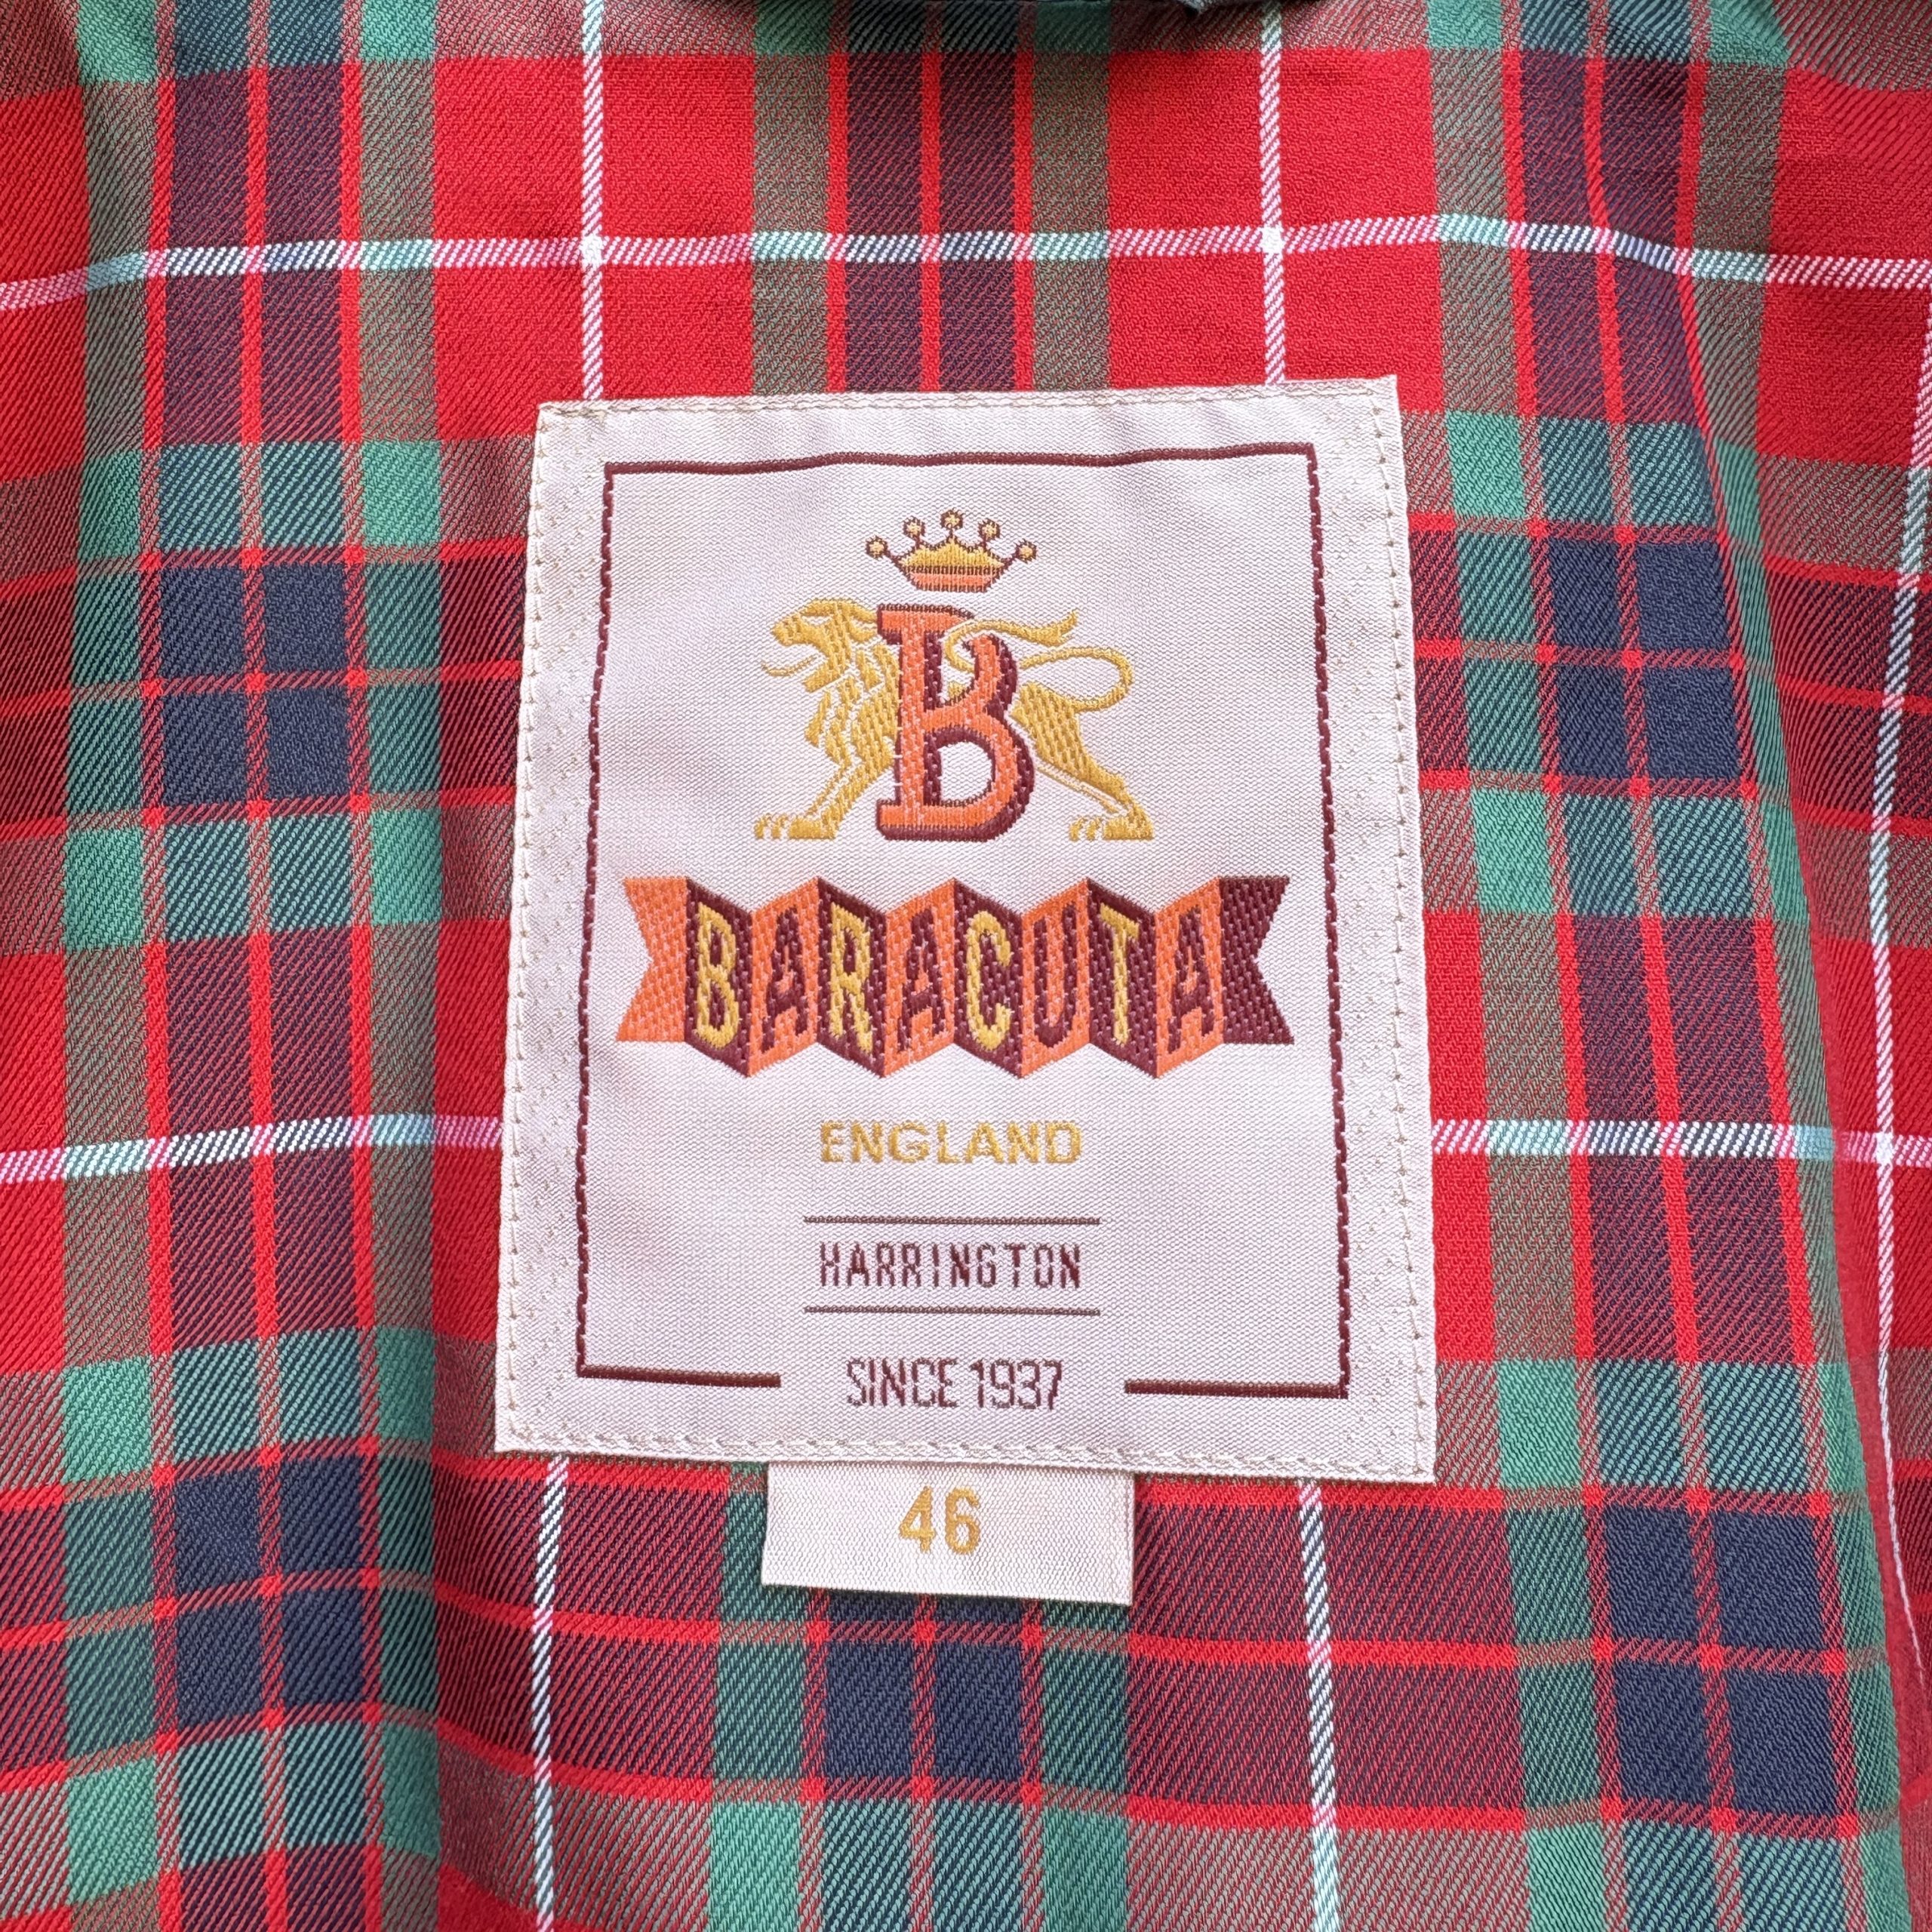 B
BARACUTA
ENGLAND
HARRINGTON
SINCE 1937
46